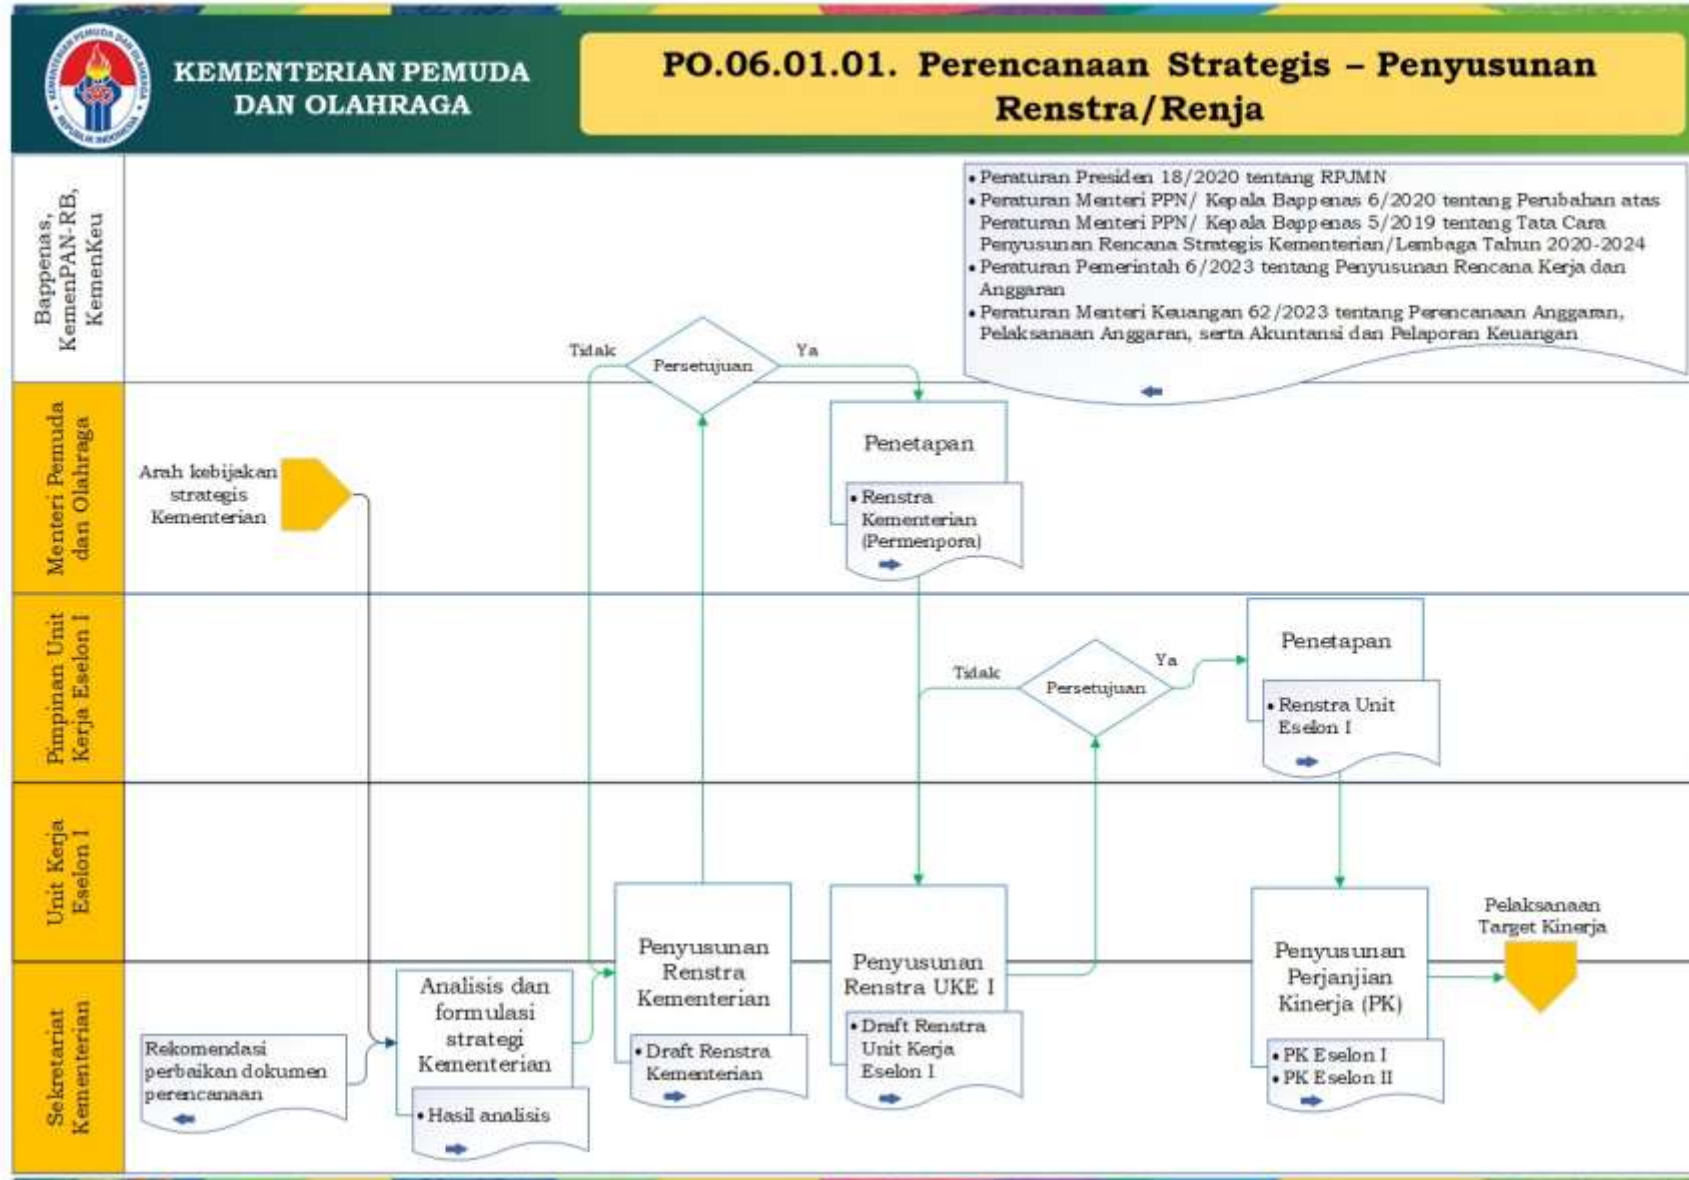 KEMENTERIAN PEMUDA DAN OLAHRAGA
REPUBLIK INDONESIA
KEMENTERIAN PEMUDA
DAN OLAHRAGA
PO.06.01.01. Perencanaan Strategis – Penyusunan
Renstra/Renja
Bappenas,
KemenPAN-RB,
KemenKeu
• Peraturan Presiden 18/2020 tentang RPJMN
• Peraturan Menteri PPN/ Kepala Bappenas 6/2020 tentang Perubahan atas
Peraturan Menteri PPN/ Kepala Bappenas 5/2019 tentang Tata Cara
Penyusunan Rencana Strategis Kementerian/Lembaga Tahun 2020-2024
• Peraturan Pemerintah 6/2023 tentang Penyusunan Rencana Kerja dan
Anggaran
• Peraturan Menteri Keuangan 62/2023 tentang Perencanaan Anggaran,
Pelaksanaan Anggaran, serta Akuntansi dan Pelaporan Keuangan
Tidak
Persetujuan
Ya
Menteri Pemuda
dan Olahraga
Arah kebijakan
strategis
Kementerian
Penetapan
• Renstra
Kementerian
(Permenpora)
Pimpinan Unit
Kerja Eselon I
Tidak
Persetujuan
Ya
Penetapan
• Renstra Unit
Eselon I
Unit Kerja
Eselon I
Penyusunan
Renstra
Kementerian
• Draft Renstra
Kementerian
Penyusunan
Renstra UKE I
• Draft Renstra
Unit Kerja
Eselon I
Penyusunan
Perjanjian
Kinerja (PK)
• PK Eselon I
• PK Eselon II
Pelaksanaan
Target Kinerja
Sekretariat
Kementerian
Rekomendasi
perbaikan dokumen
perencanaan
Analisis dan
formulasi
strategi
Kementerian
• Hasil analisis